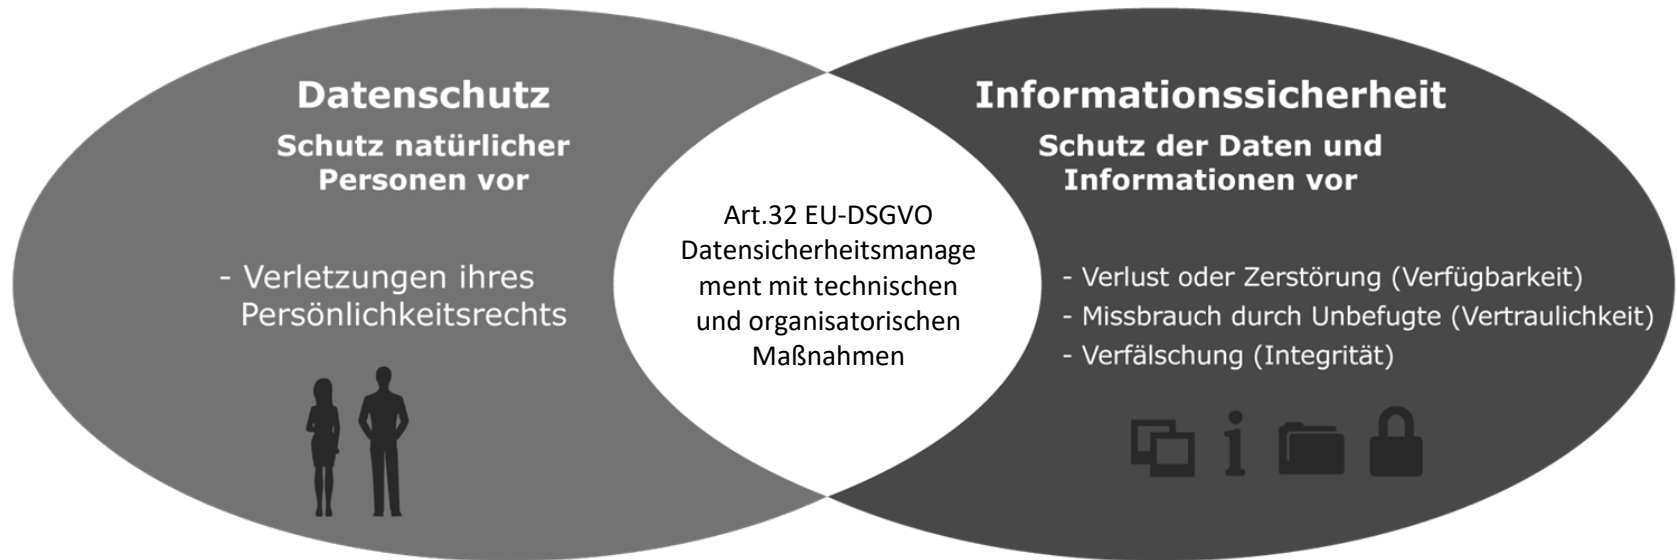 Datenschutz
Schutz natürlicher
Personen vor
- Verletzungen ihres
Persönlichkeitsrechts
Art.32 EU-DSGVO
Datensicherheitsmanage
ment mit technischen
und organisatorischen
Maßnahmen
Informationssicherheit
Schutz der Daten und
Informationen vor
- Verlust oder Zerstörung (Verfügbarkeit)
- Missbrauch durch Unbefugte (Vertraulichkeit)
- Verfälschung (Integrität)